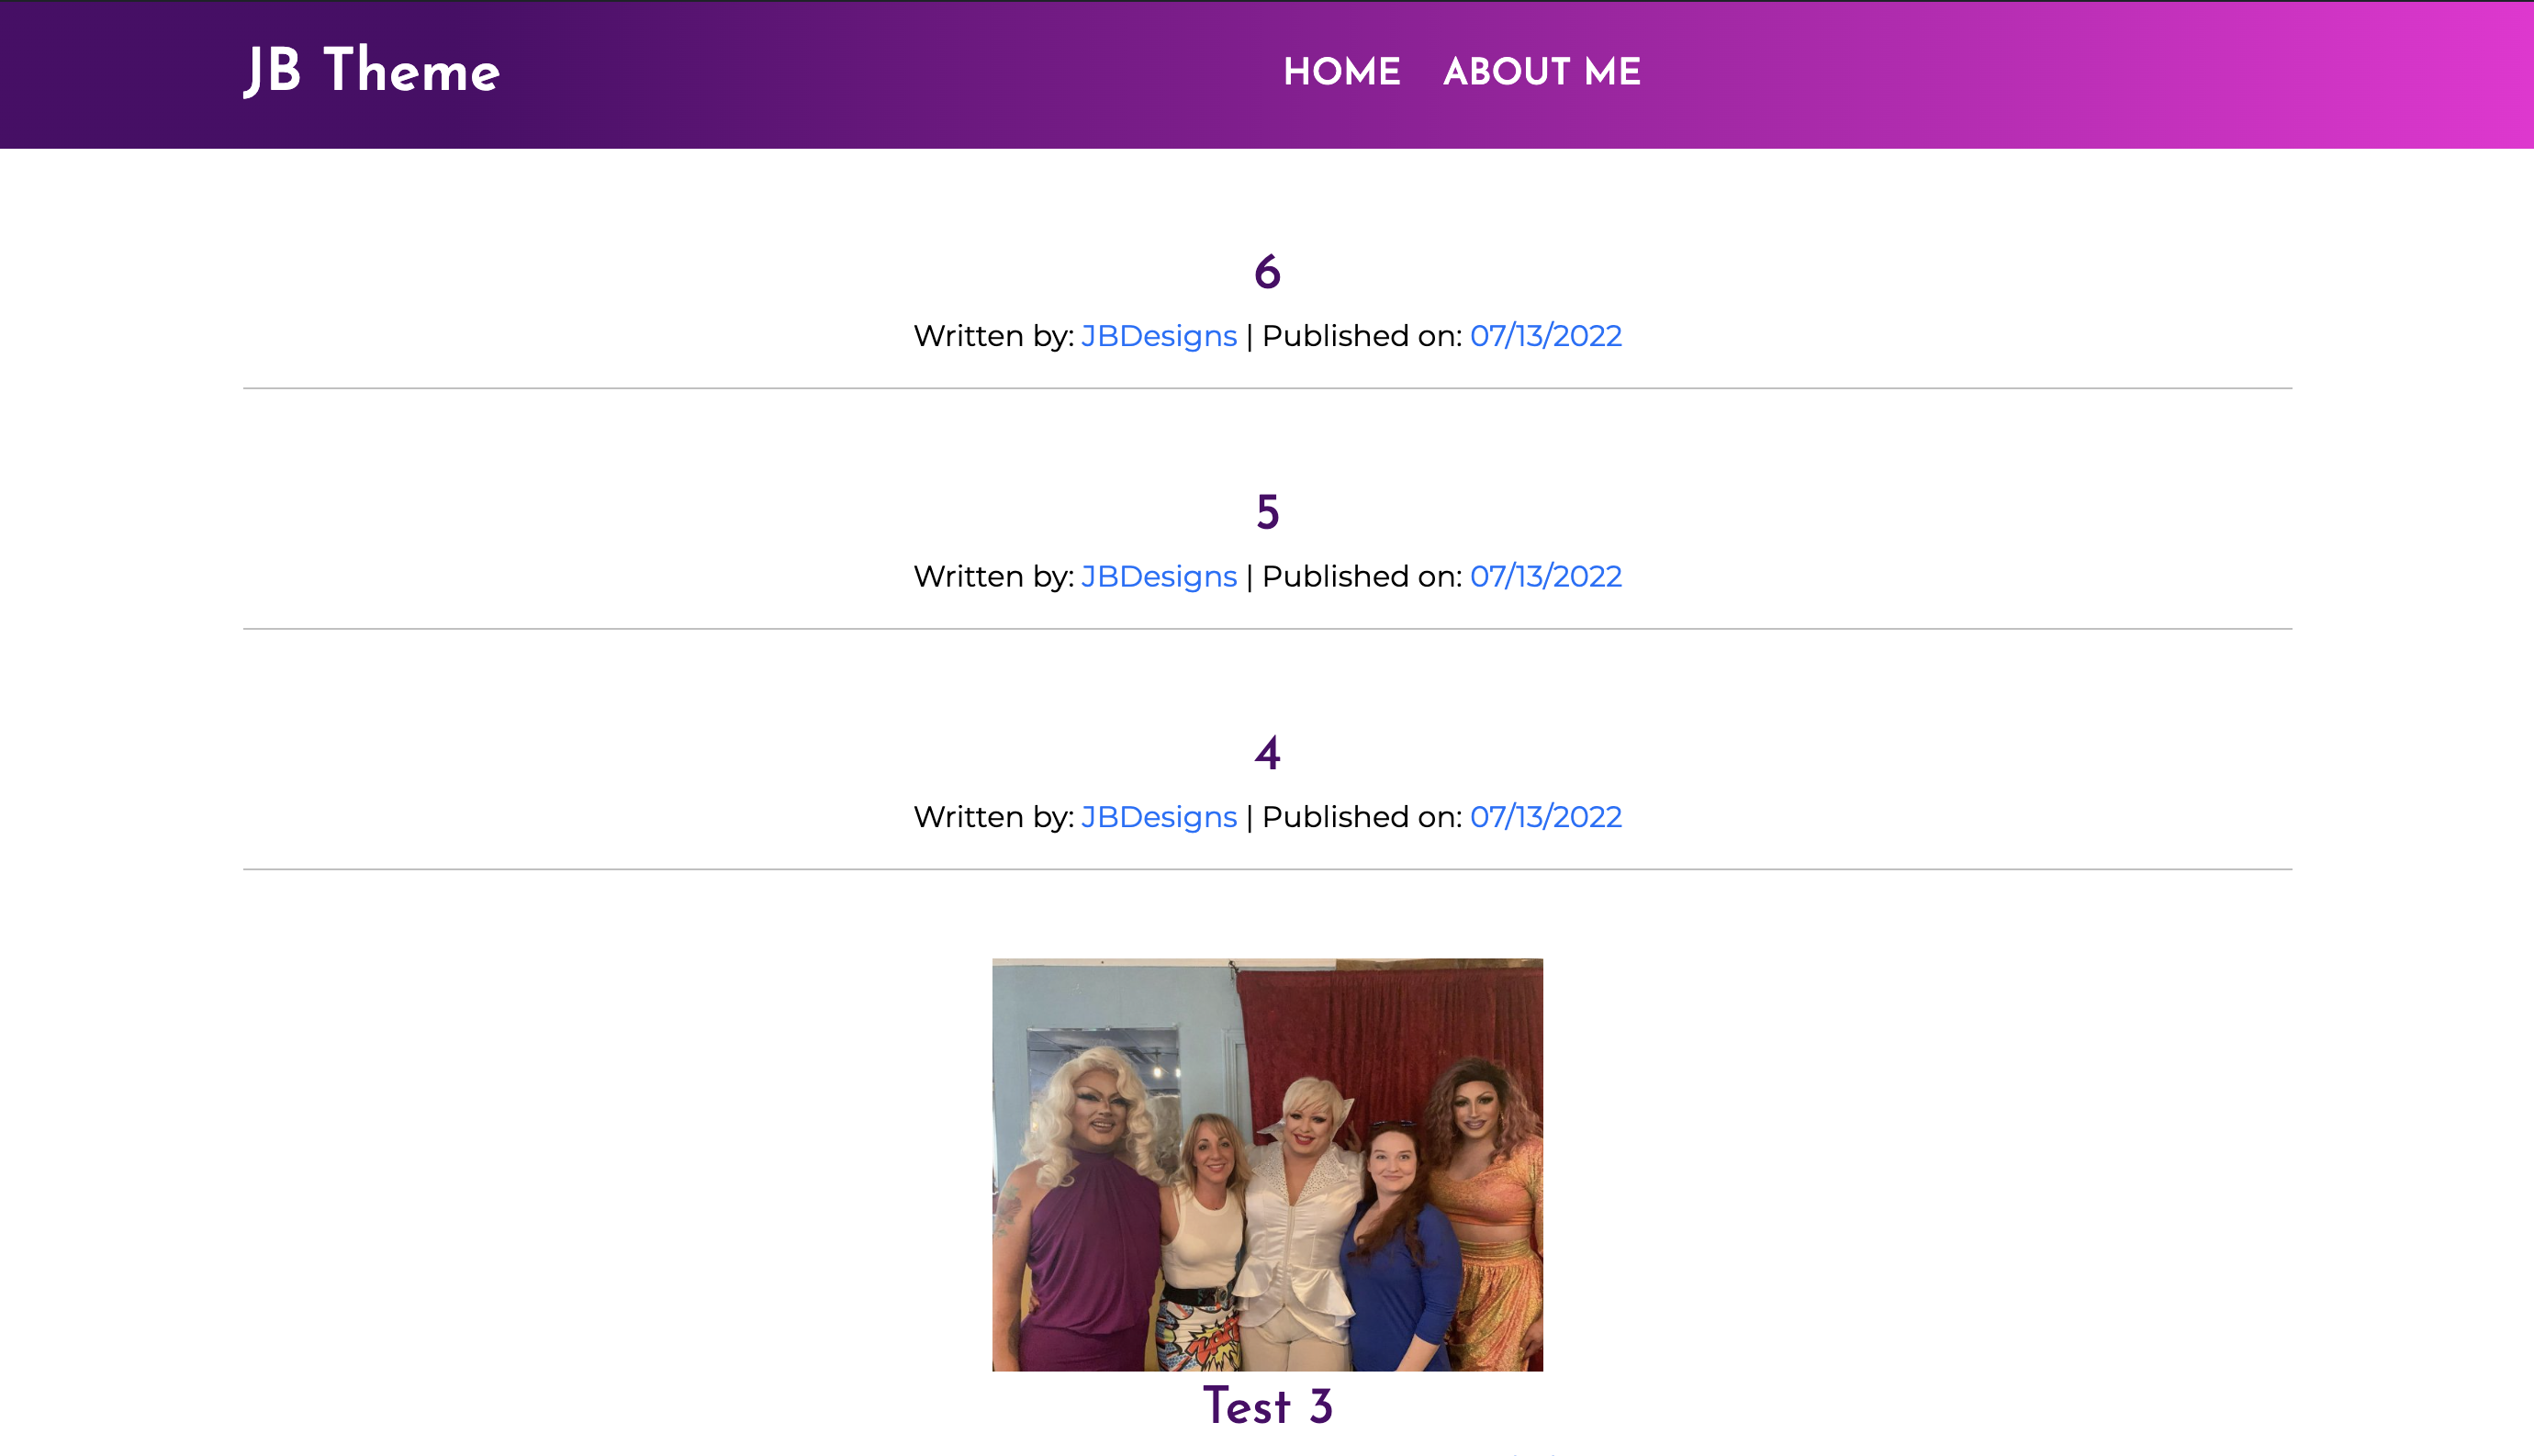 JB Theme
HOME ABOUT ME
6
Written by: JBDesigns | Published on: 07/13/2022
5
Written by: JBDesigns | Published on: 07/13/2022
4
Written by: JBDesigns | Published on: 07/13/2022
Test 3